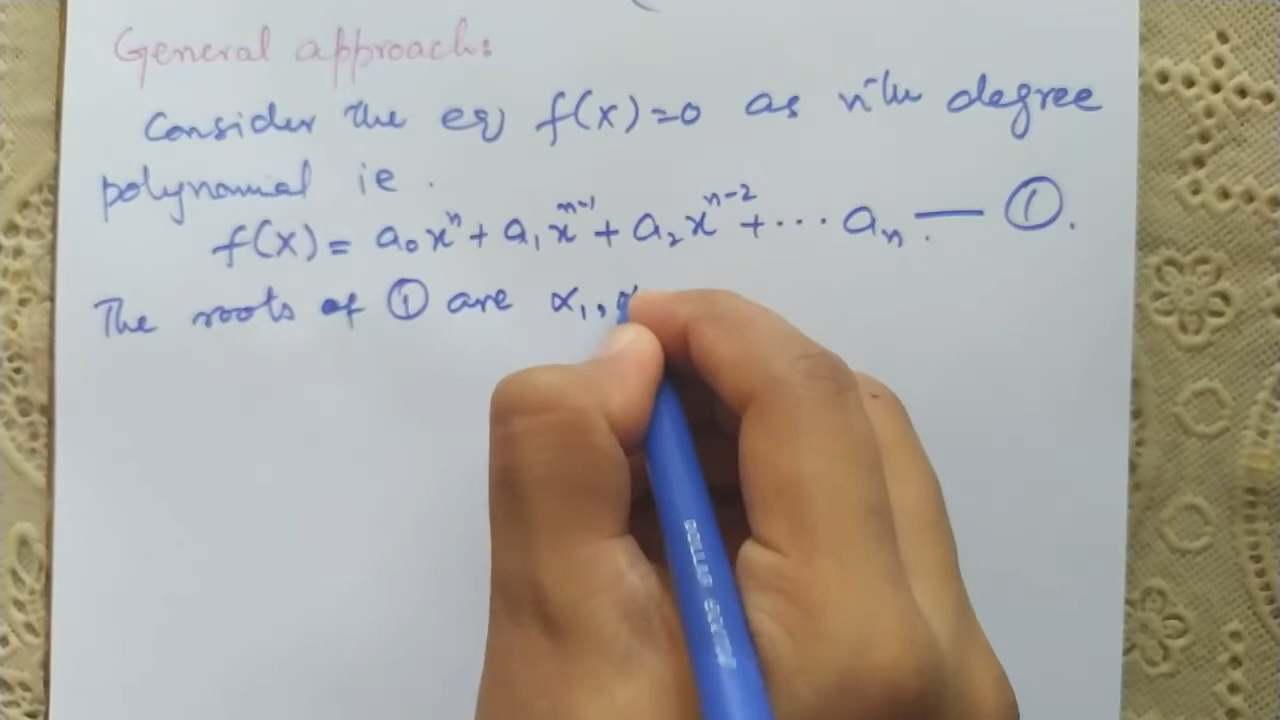 General approach:
Consider the eq f(x)=0 as n'th degree
polynomial ie.
f(x)= a₀xⁿ + a₁xⁿ⁻¹ + a₂xⁿ⁻² + ··· aₙ — ①.
The roots of ① are α₁,